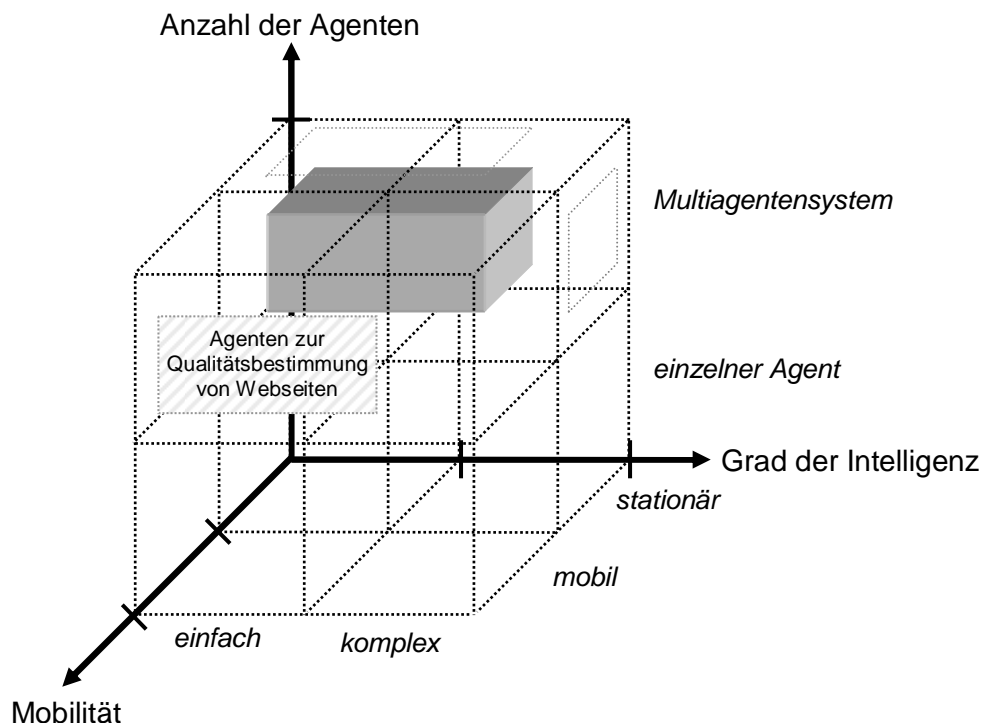 Anzahl der Agenten
Multiagentensystem
Agenten zur
Qualitätsbestimmung
von Webseiten
einzelner Agent
Grad der Intelligenz
stationär
mobil
einfach
komplex
Mobilität